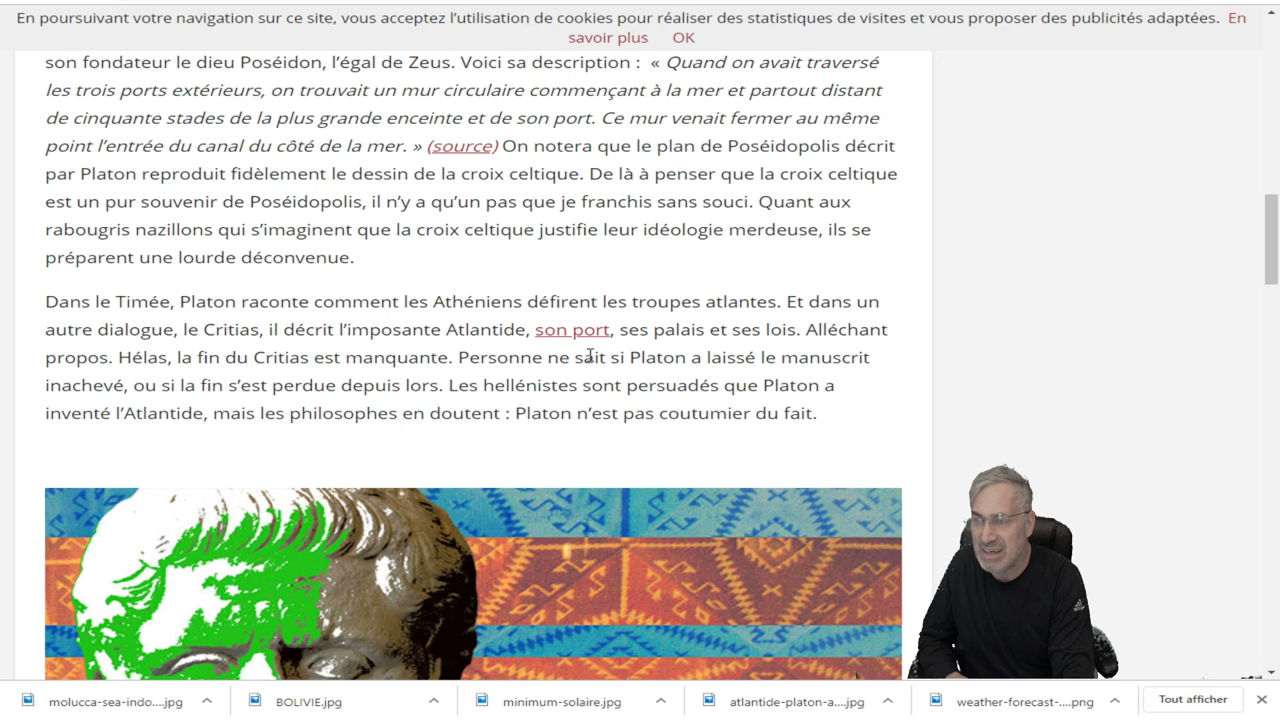 En poursuivant votre navigation sur ce site, vous acceptez l’utilisation de cookies pour réaliser des statistiques de visites et vous proposer des publicités adaptées. En
savoir plus OK
son fondateur le dieu Poséidon, l’égal de Zeus. Voici sa description : « Quand on avait traversé
les trois ports extérieurs, on trouvait un mur circulaire commençant à la mer et partout distant
de cinquante stades de la plus grande enceinte et de son port. Ce mur venait fermer au même
point l’entrée du canal du côté de la mer. » (source) On notera que le plan de Poséidopolis décrit
par Platon reproduit fidèlement le dessin de la croix celtique. De là à penser que la croix celtique
est un pur souvenir de Poséidopolis, il n’y a qu’un pas que je franchis sans souci. Quant aux
rabougris nazillons qui s’imaginent que la croix celtique justifie leur idéologie merdeuse, ils se
préparent une lourde déconvenue.
Dans le Timée, Platon raconte comment les Athéniens défirent les troupes atlantes. Et dans un
autre dialogue, le Critias, il décrit l’imposante Atlantide, son port, ses palais et ses lois. Alléchant
propos. Hélas, la fin du Critias est manquante. Personne ne sait si Platon a laissé le manuscrit
inachevé, ou si la fin s’est perdue depuis lors. Les hellénistes sont persuadés que Platon a
inventé l’Atlantide, mais les philosophes en doutent : Platon n’est pas coutumier du fait.
molucca-sea-indo....jpg BOLIVIE.jpg minimum-solaire.jpg atlantide-platon-a....jpg weather-forecast-....png Tout afficher